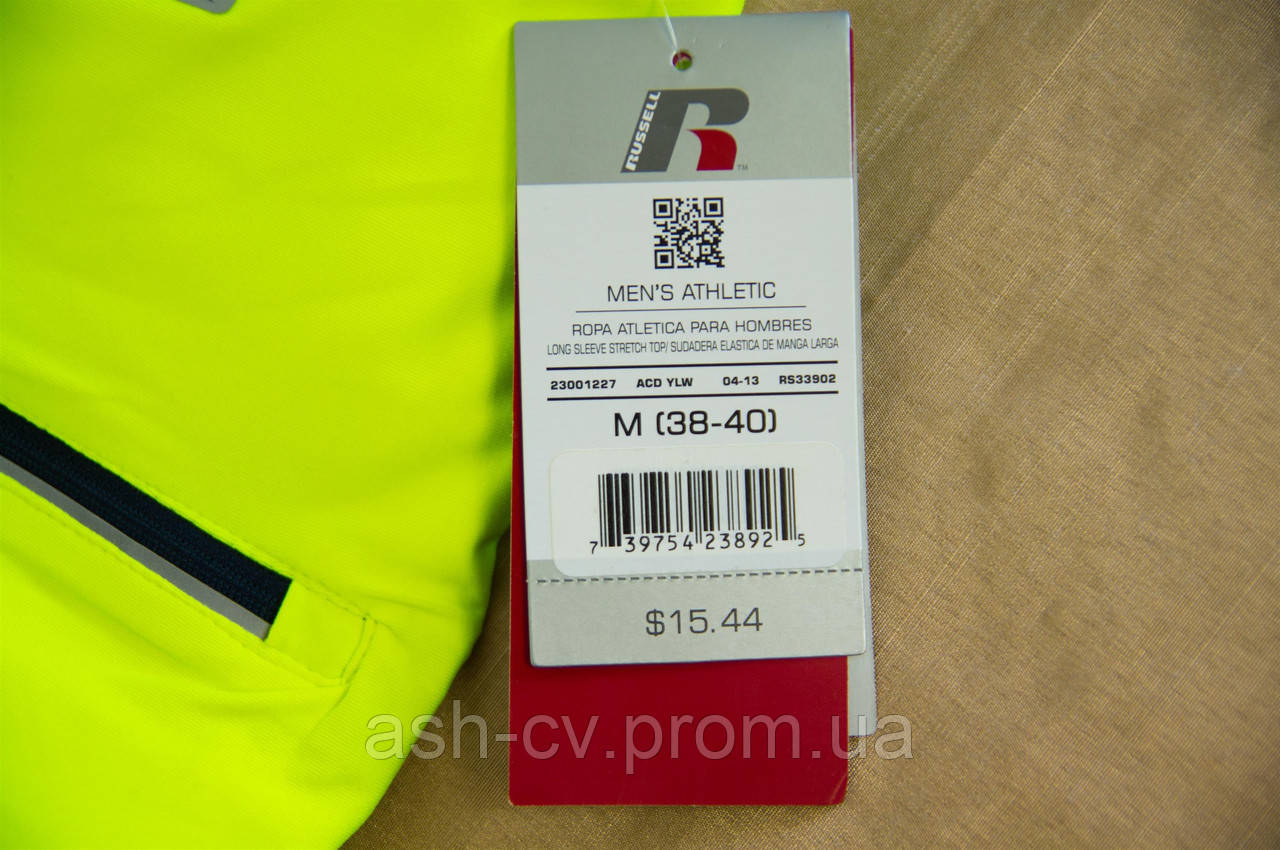 RUSSELL
R
TM
MEN'S ATHLETIC
ROPA ATLETICA PARA HOMBRES
LONG SLEEVE STRETCH TOP/ SUDADERA ELASTICA DE MANGA LARGA
23001227 ACD YLW 04-13 RS33902
M (38-40)
7 39754 23892 5
$15.44
ash-cv.prom.ua